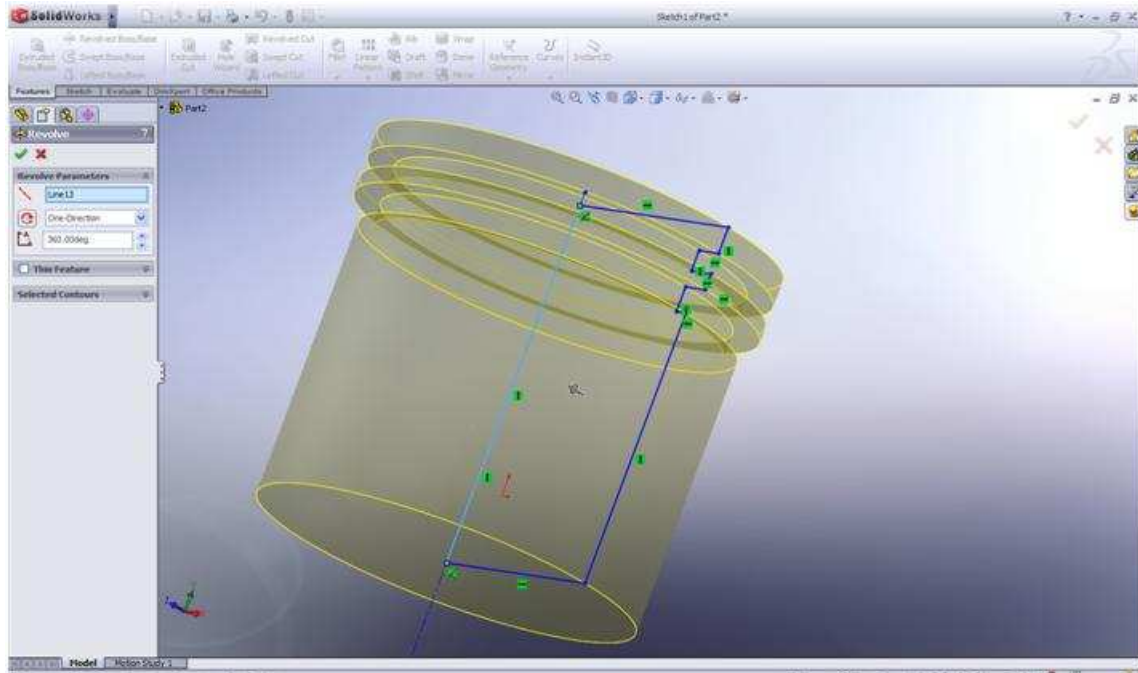 SolidWorks
Sketch1 of Part2 *
Extruded Boss/Base
Revolved Boss/Base
Swept Boss/Base
Lofted Boss/Base
Extruded Cut
Hole Wizard
Revolved Cut
Swept Cut
Lofted Cut
Fillet
Linear Pattern
Rib
Draft
Shell
Wrap
Dome
Mirror
Reference Geometry
Curves
Instant3D
Features
Sketch
Evaluate
DimXpert
Office Products
Part2
Revolve
?
Revolve Parameters
Line13
One-Direction
360.00deg
Thin Feature
Selected Contours
Model
Motion Study 1